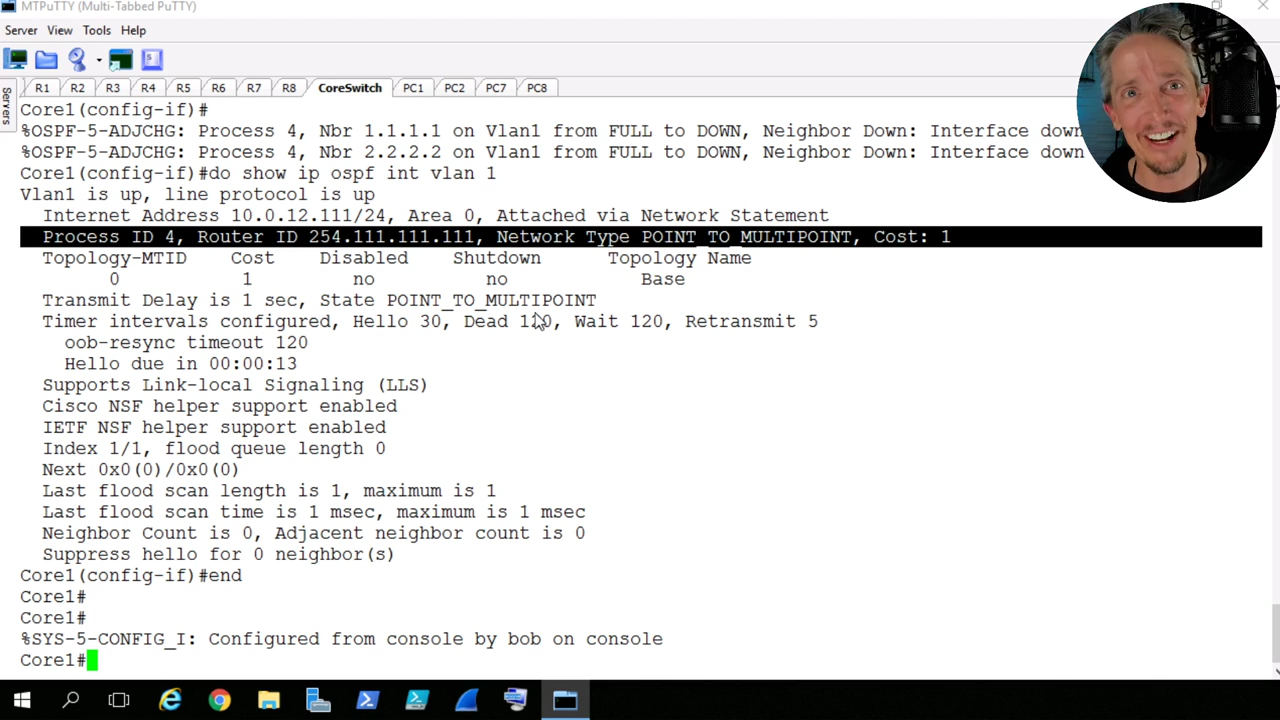 MTPuTTY (Multi-Tabbed PuTTY)
Server View Tools Help
Servers
R1 R2 R3 R4 R5 R6 R7 R8 CoreSwitch PC1 PC2 PC7 PC8
Core1(config-if)#
%OSPF-5-ADJCHG: Process 4, Nbr 1.1.1.1 on Vlan1 from FULL to DOWN, Neighbor Down: Interface down
%OSPF-5-ADJCHG: Process 4, Nbr 2.2.2.2 on Vlan1 from FULL to DOWN, Neighbor Down: Interface down
Core1(config-if)#do show ip ospf int vlan 1
Vlan1 is up, line protocol is up
Internet Address 10.0.12.111/24, Area 0, Attached via Network Statement
Process ID 4, Router ID 254.111.111.111, Network Type POINT_TO_MULTIPOINT, Cost: 1
Topology-MTID Cost Disabled Shutdown Topology Name
0 1 no no Base
Transmit Delay is 1 sec, State POINT_TO_MULTIPOINT
Timer intervals configured, Hello 30, Dead 120, Wait 120, Retransmit 5
oob-resync timeout 120
Hello due in 00:00:13
Supports Link-local Signaling (LLS)
Cisco NSF helper support enabled
IETF NSF helper support enabled
Index 1/1, flood queue length 0
Next 0x0(0)/0x0(0)
Last flood scan length is 1, maximum is 1
Last flood scan time is 1 msec, maximum is 1 msec
Neighbor Count is 0, Adjacent neighbor count is 0
Suppress hello for 0 neighbor(s)
Core1(config-if)#end
Core1#
Core1#
%SYS-5-CONFIG_I: Configured from console by bob on console
Core1#